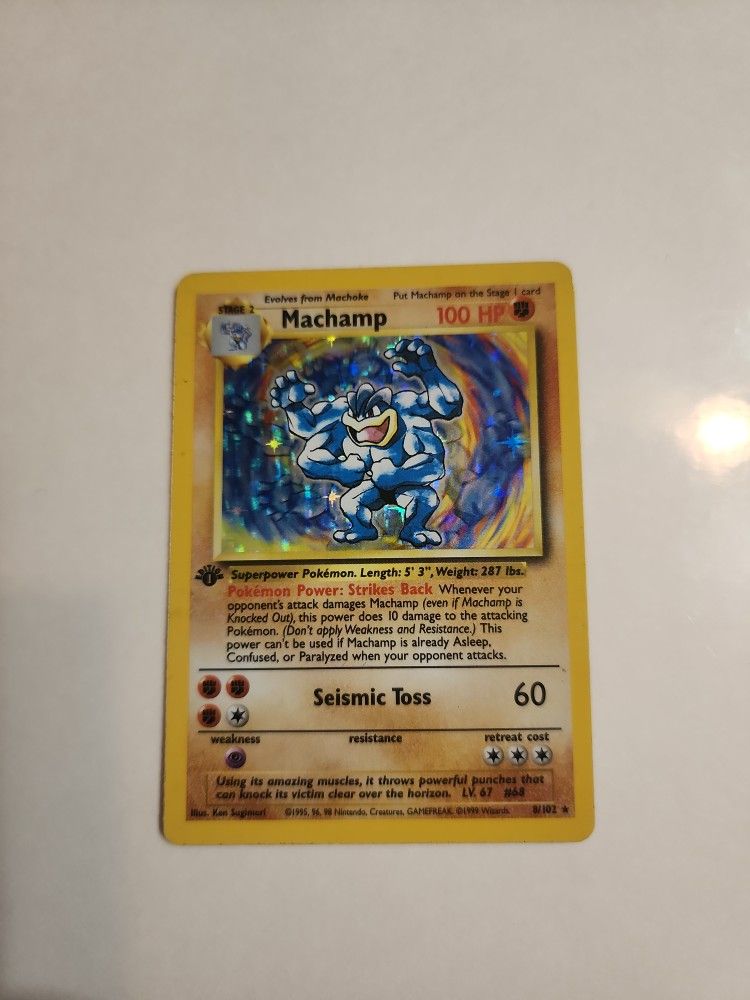 Evolves from Machoke
Put Machamp on the Stage 1 card
STAGE 2
Machamp
100 HP
EDITION
1
Superpower Pokémon. Length: 5' 3", Weight: 287 lbs.
Pokémon Power: Strikes Back Whenever your
opponent's attack damages Machamp (even if Machamp is
Knocked Out), this power does 10 damage to the attacking
Pokémon. (Don't apply Weakness and Resistance.) This
power can't be used if Machamp is already Asleep,
Confused, or Paralyzed when your opponent attacks.
Seismic Toss
60
weakness
resistance
retreat cost
Using its amazing muscles, it throws powerful punches that
can knock its victim clear over the horizon. LV. 67 #68
Illus. Ken Sugimori
©1995, 96, 98 Nintendo, Creatures, GAMEFREAK. ©1999 Wizards.
8/102 ★